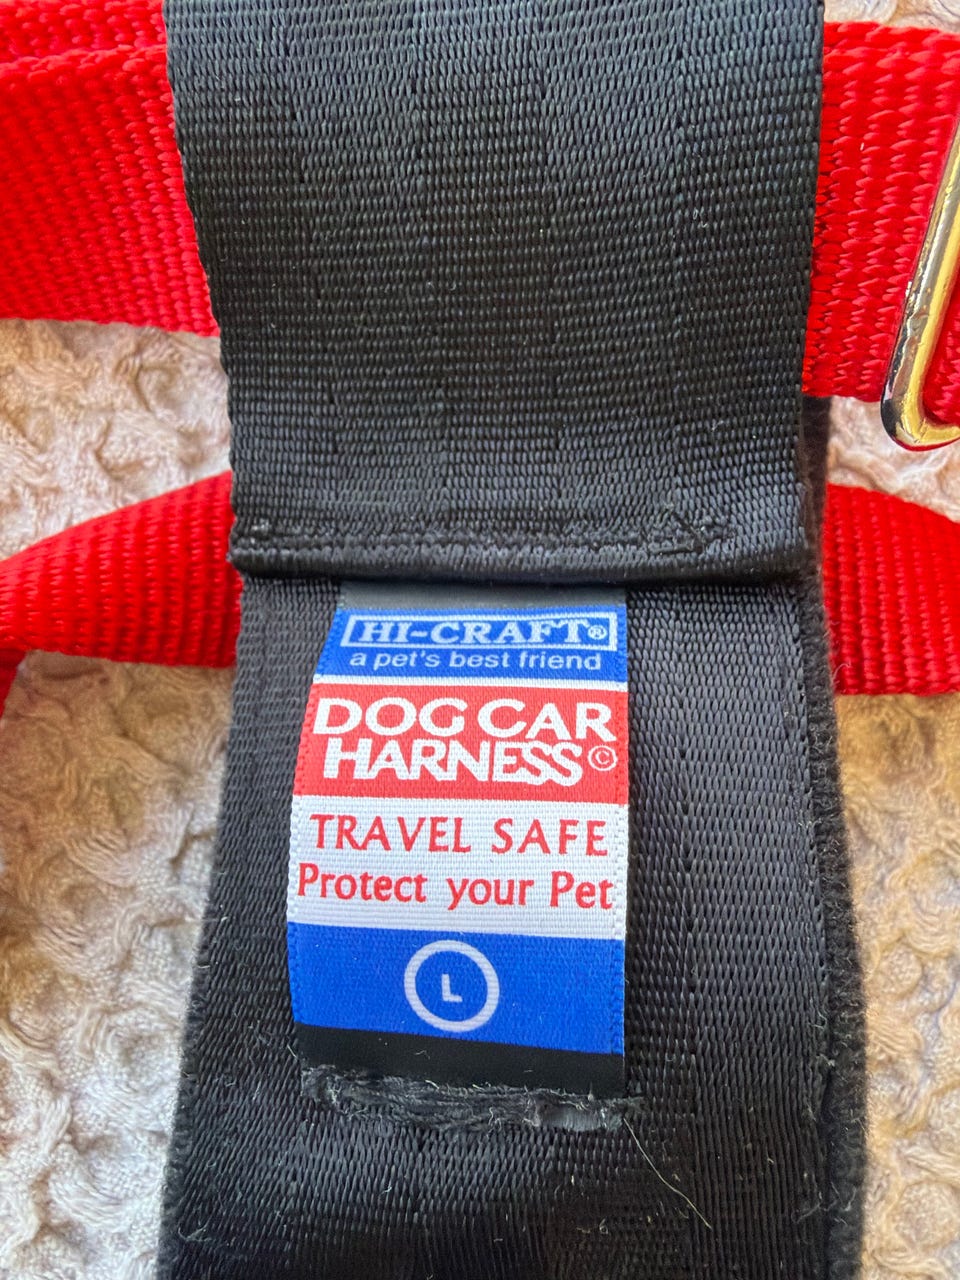 HI-CRAFT®
a pet's best friend
DOG CAR
HARNESS©
TRAVEL SAFE
Protect your Pet
L